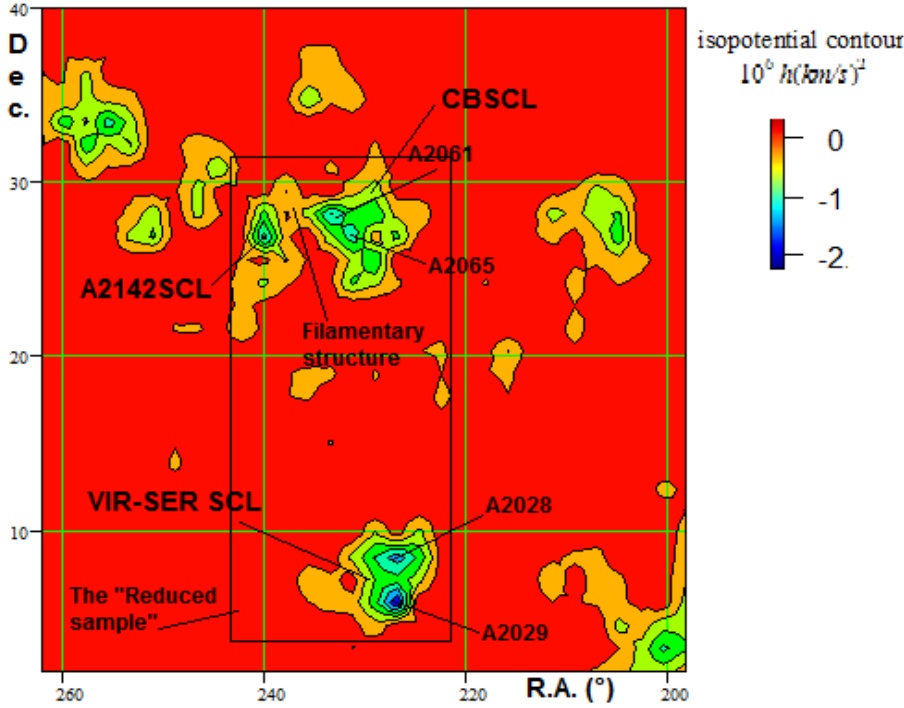 40
D
e
c.
isopotential contour
10⁶ h(km/s)²
CBSCL
0
A2061
30
-1
-2.
A2065
A2142SCL
Filamentary
structure
20
VIR-SER SCL
A2028
10
The "Reduced
sample"
A2029
260
240
220
R.A. (°)
200